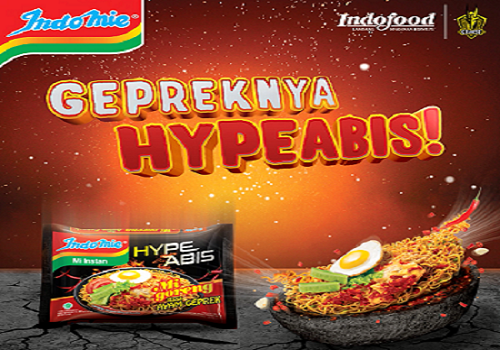 Indomie®
Indofood
GEPREKNYA
HYPEABIS!
Indomie
Mi Instan
HYPE
ABIS
Mi
goreng
AYAM GEPREK